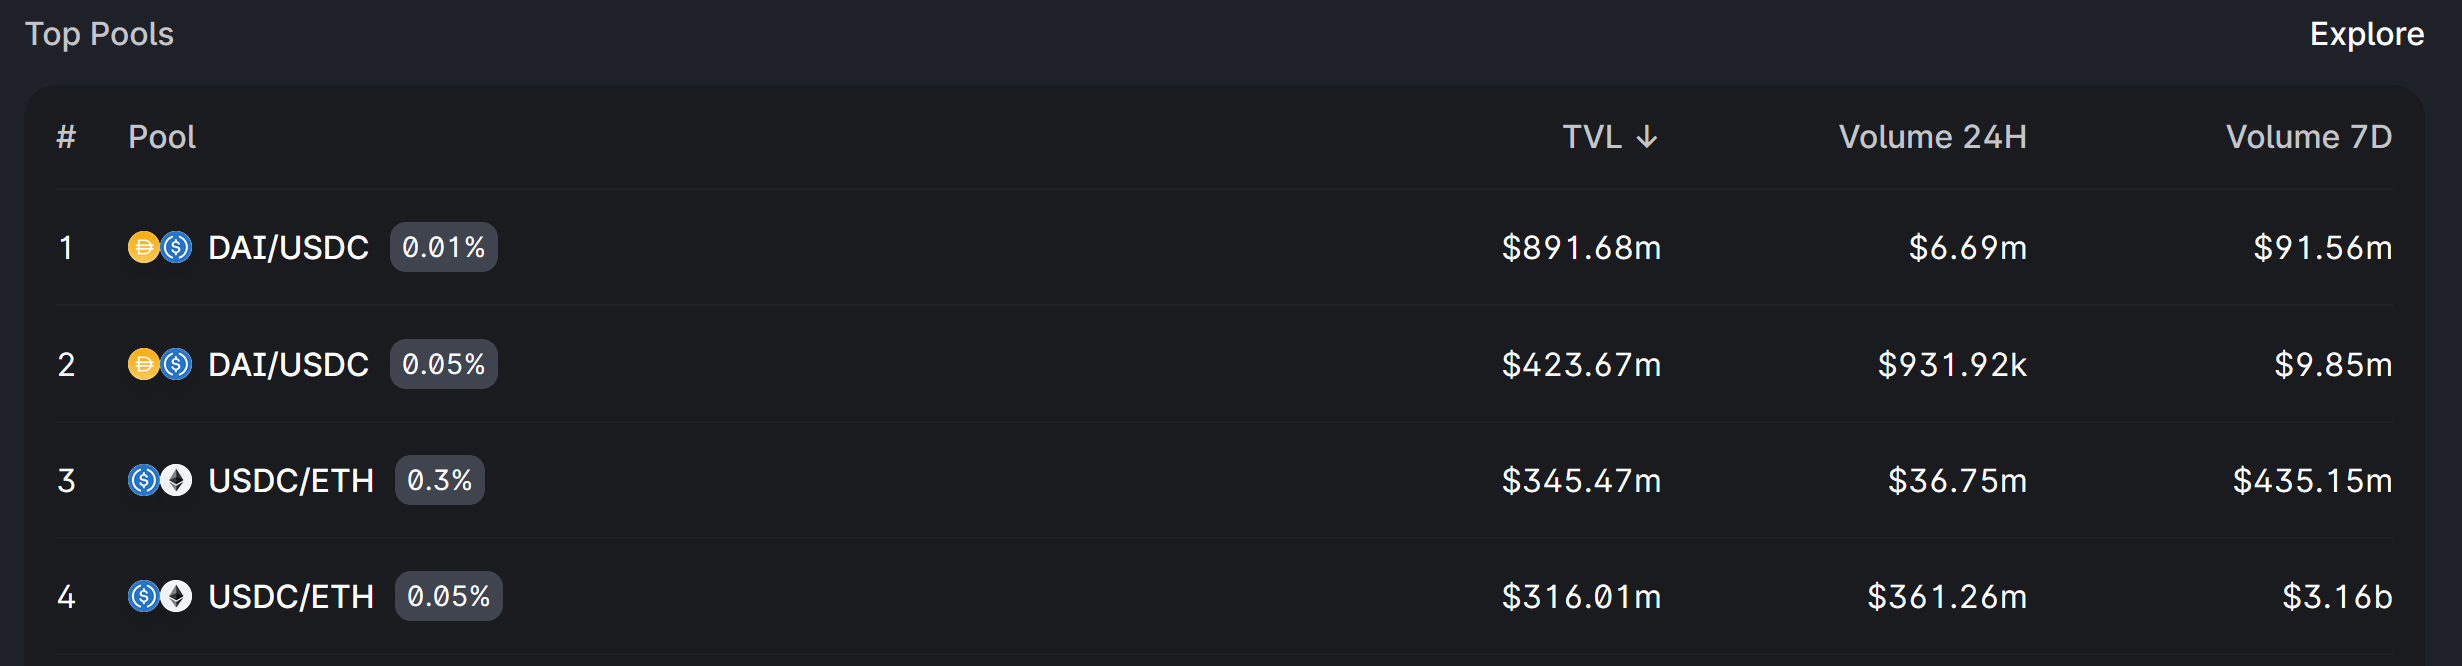 Top Pools Explore
# Pool TVL ↓ Volume 24H Volume 7D
1 DAI/USDC 0.01% $891.68m $6.69m $91.56m
2 DAI/USDC 0.05% $423.67m $931.92k $9.85m
3 USDC/ETH 0.3% $345.47m $36.75m $435.15m
4 USDC/ETH 0.05% $316.01m $361.26m $3.16b